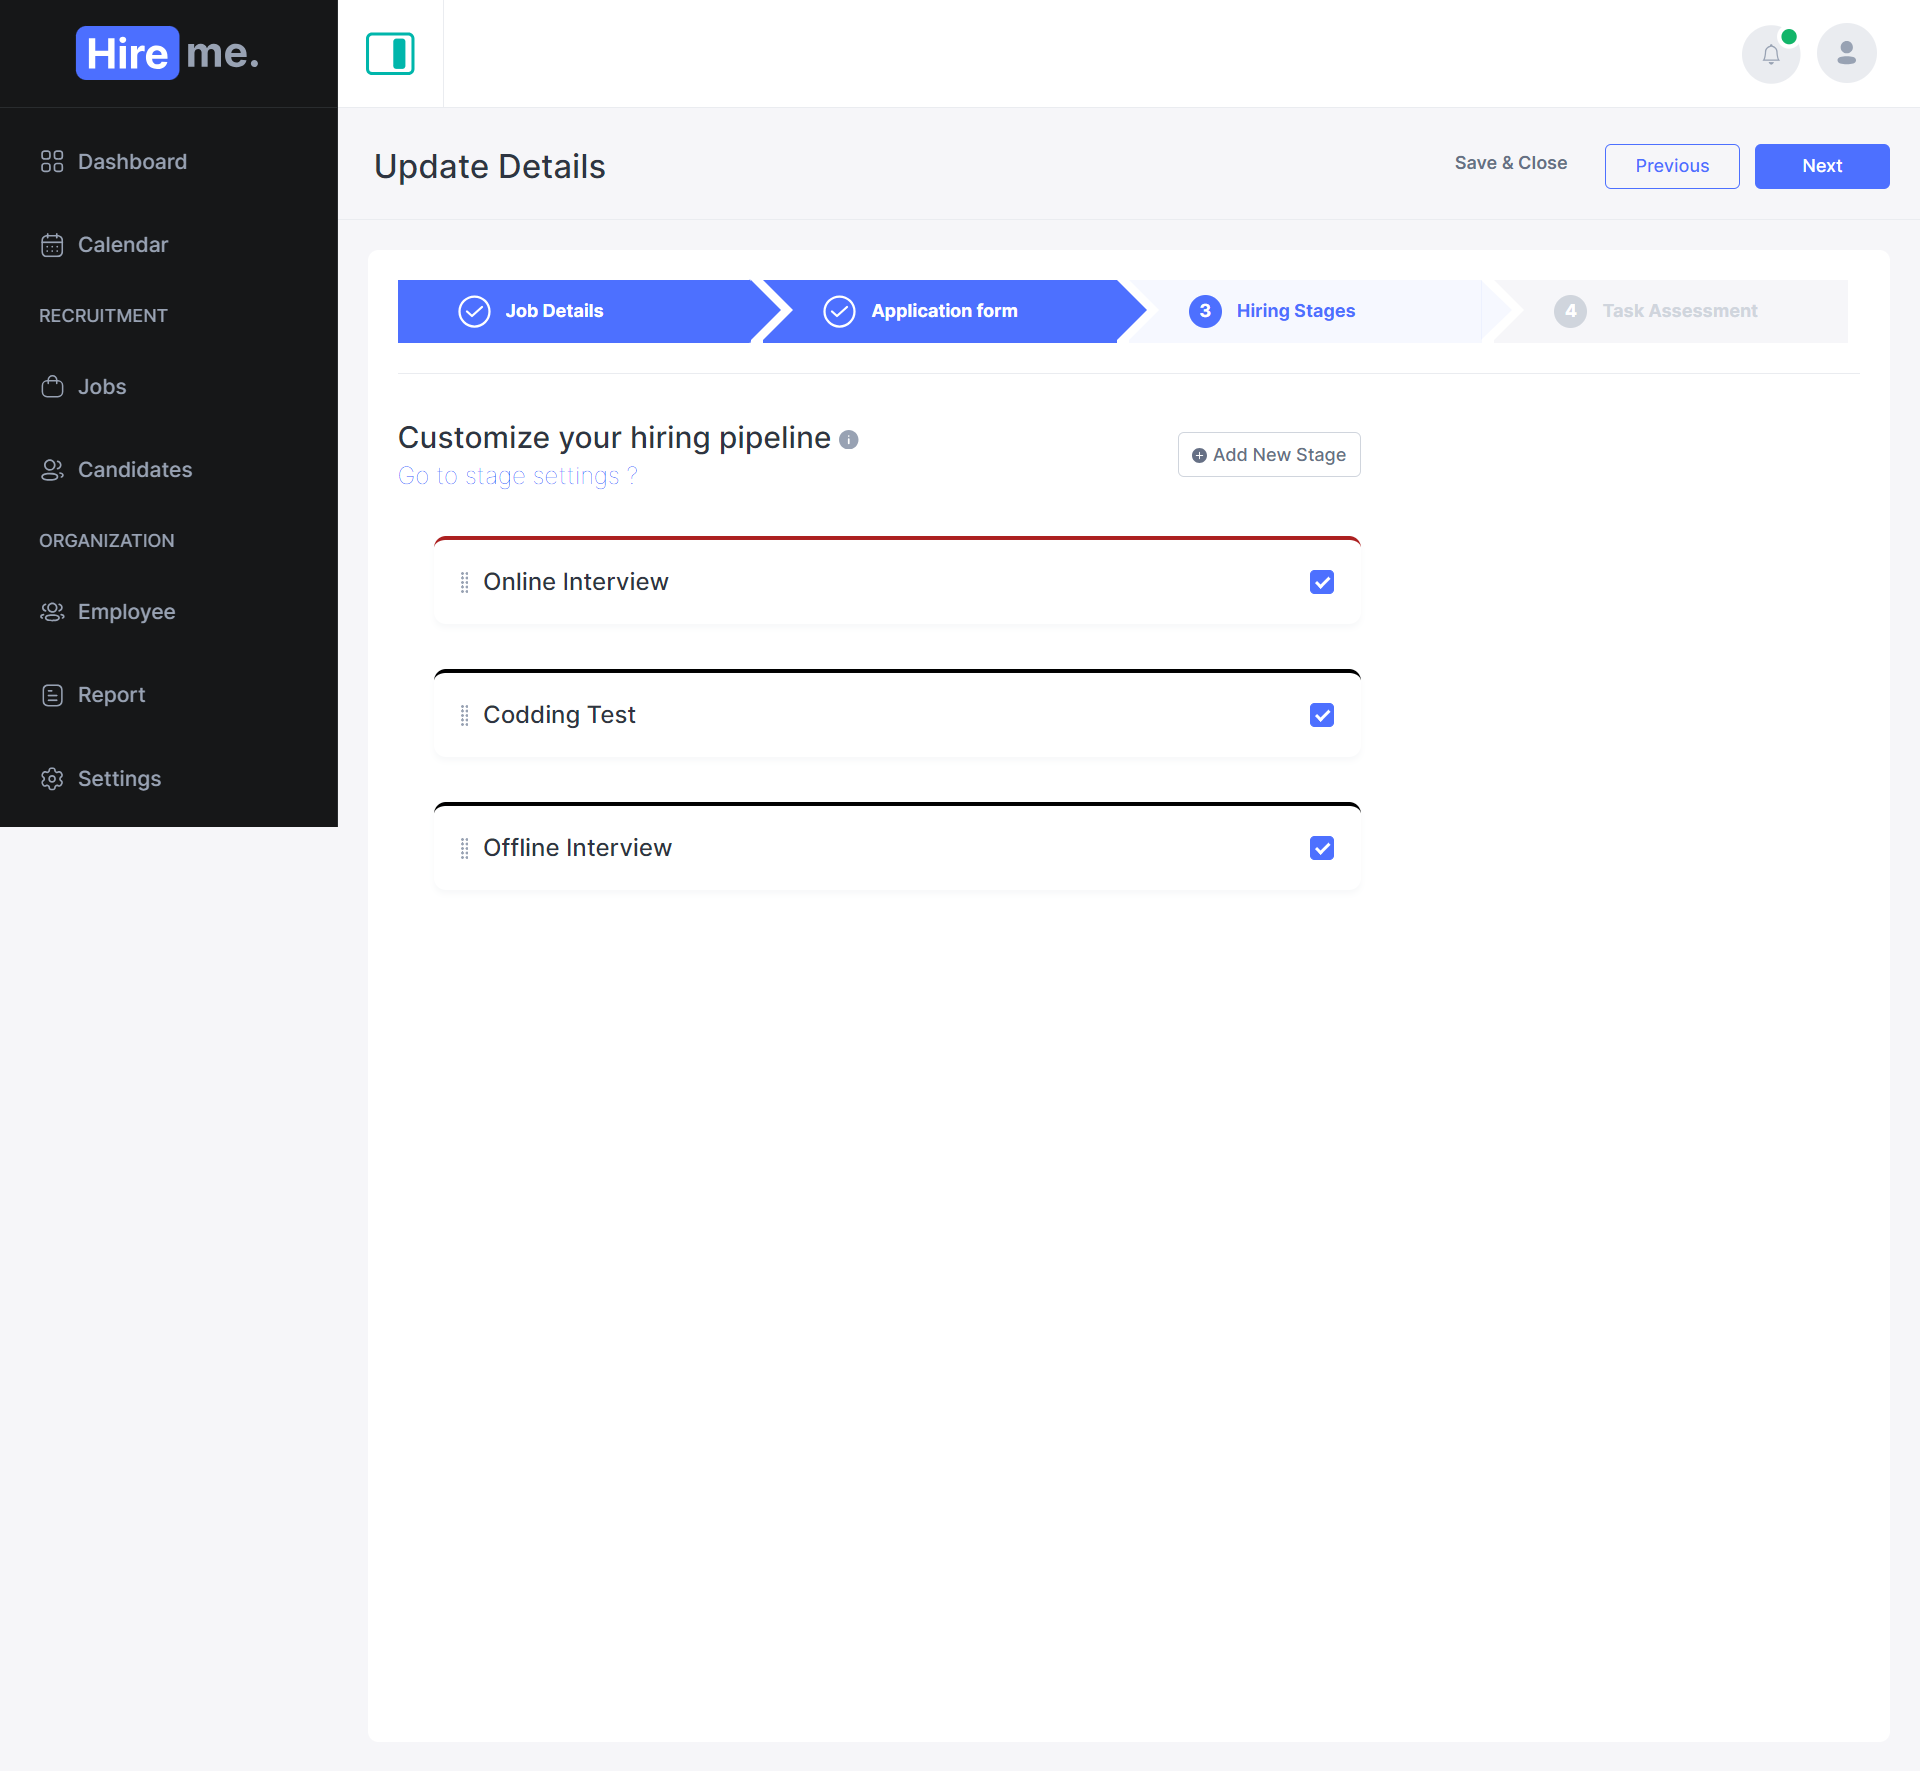 Hire me.
Dashboard
Calendar
RECRUITMENT
Jobs
Candidates
ORGANIZATION
Employee
Report
Settings
Update Details
Save & Close
Previous
Next
Job Details
Application form
3 Hiring Stages
4 Task Assessment
Customize your hiring pipeline
Go to stage settings ?
Add New Stage
Online Interview
Codding Test
Offline Interview